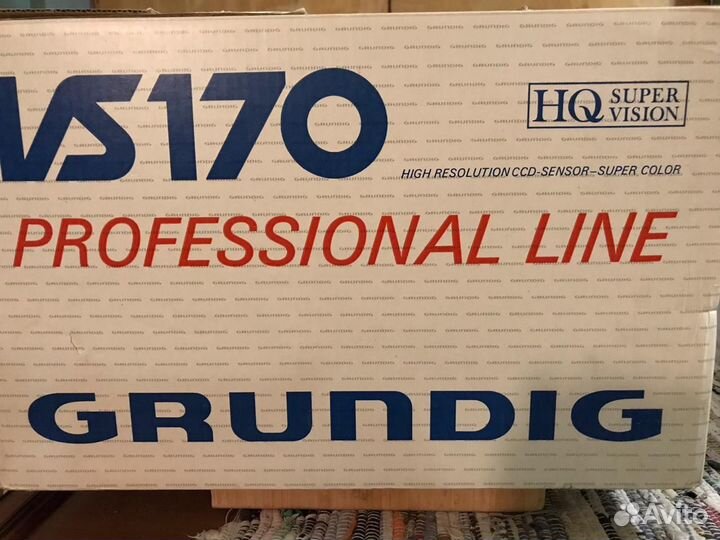 VS170
HQ SUPER VISION
HIGH RESOLUTION CCD-SENSOR-SUPER COLOR
PROFESSIONAL LINE
GRUNDIG
Avito